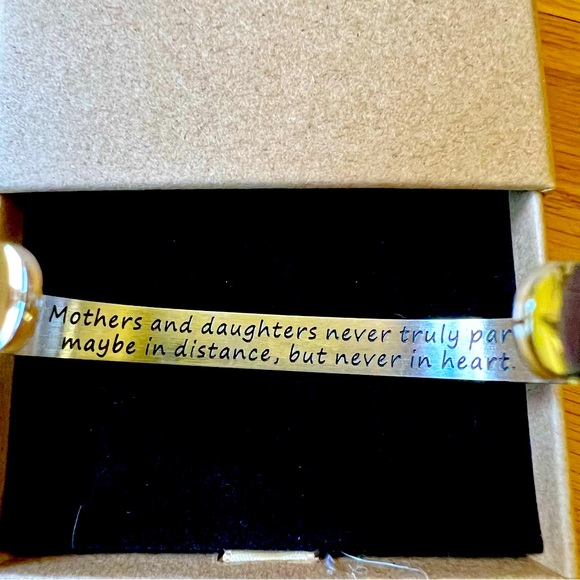 Mothers and daughters never truly par
maybe in distance, but never in heart.